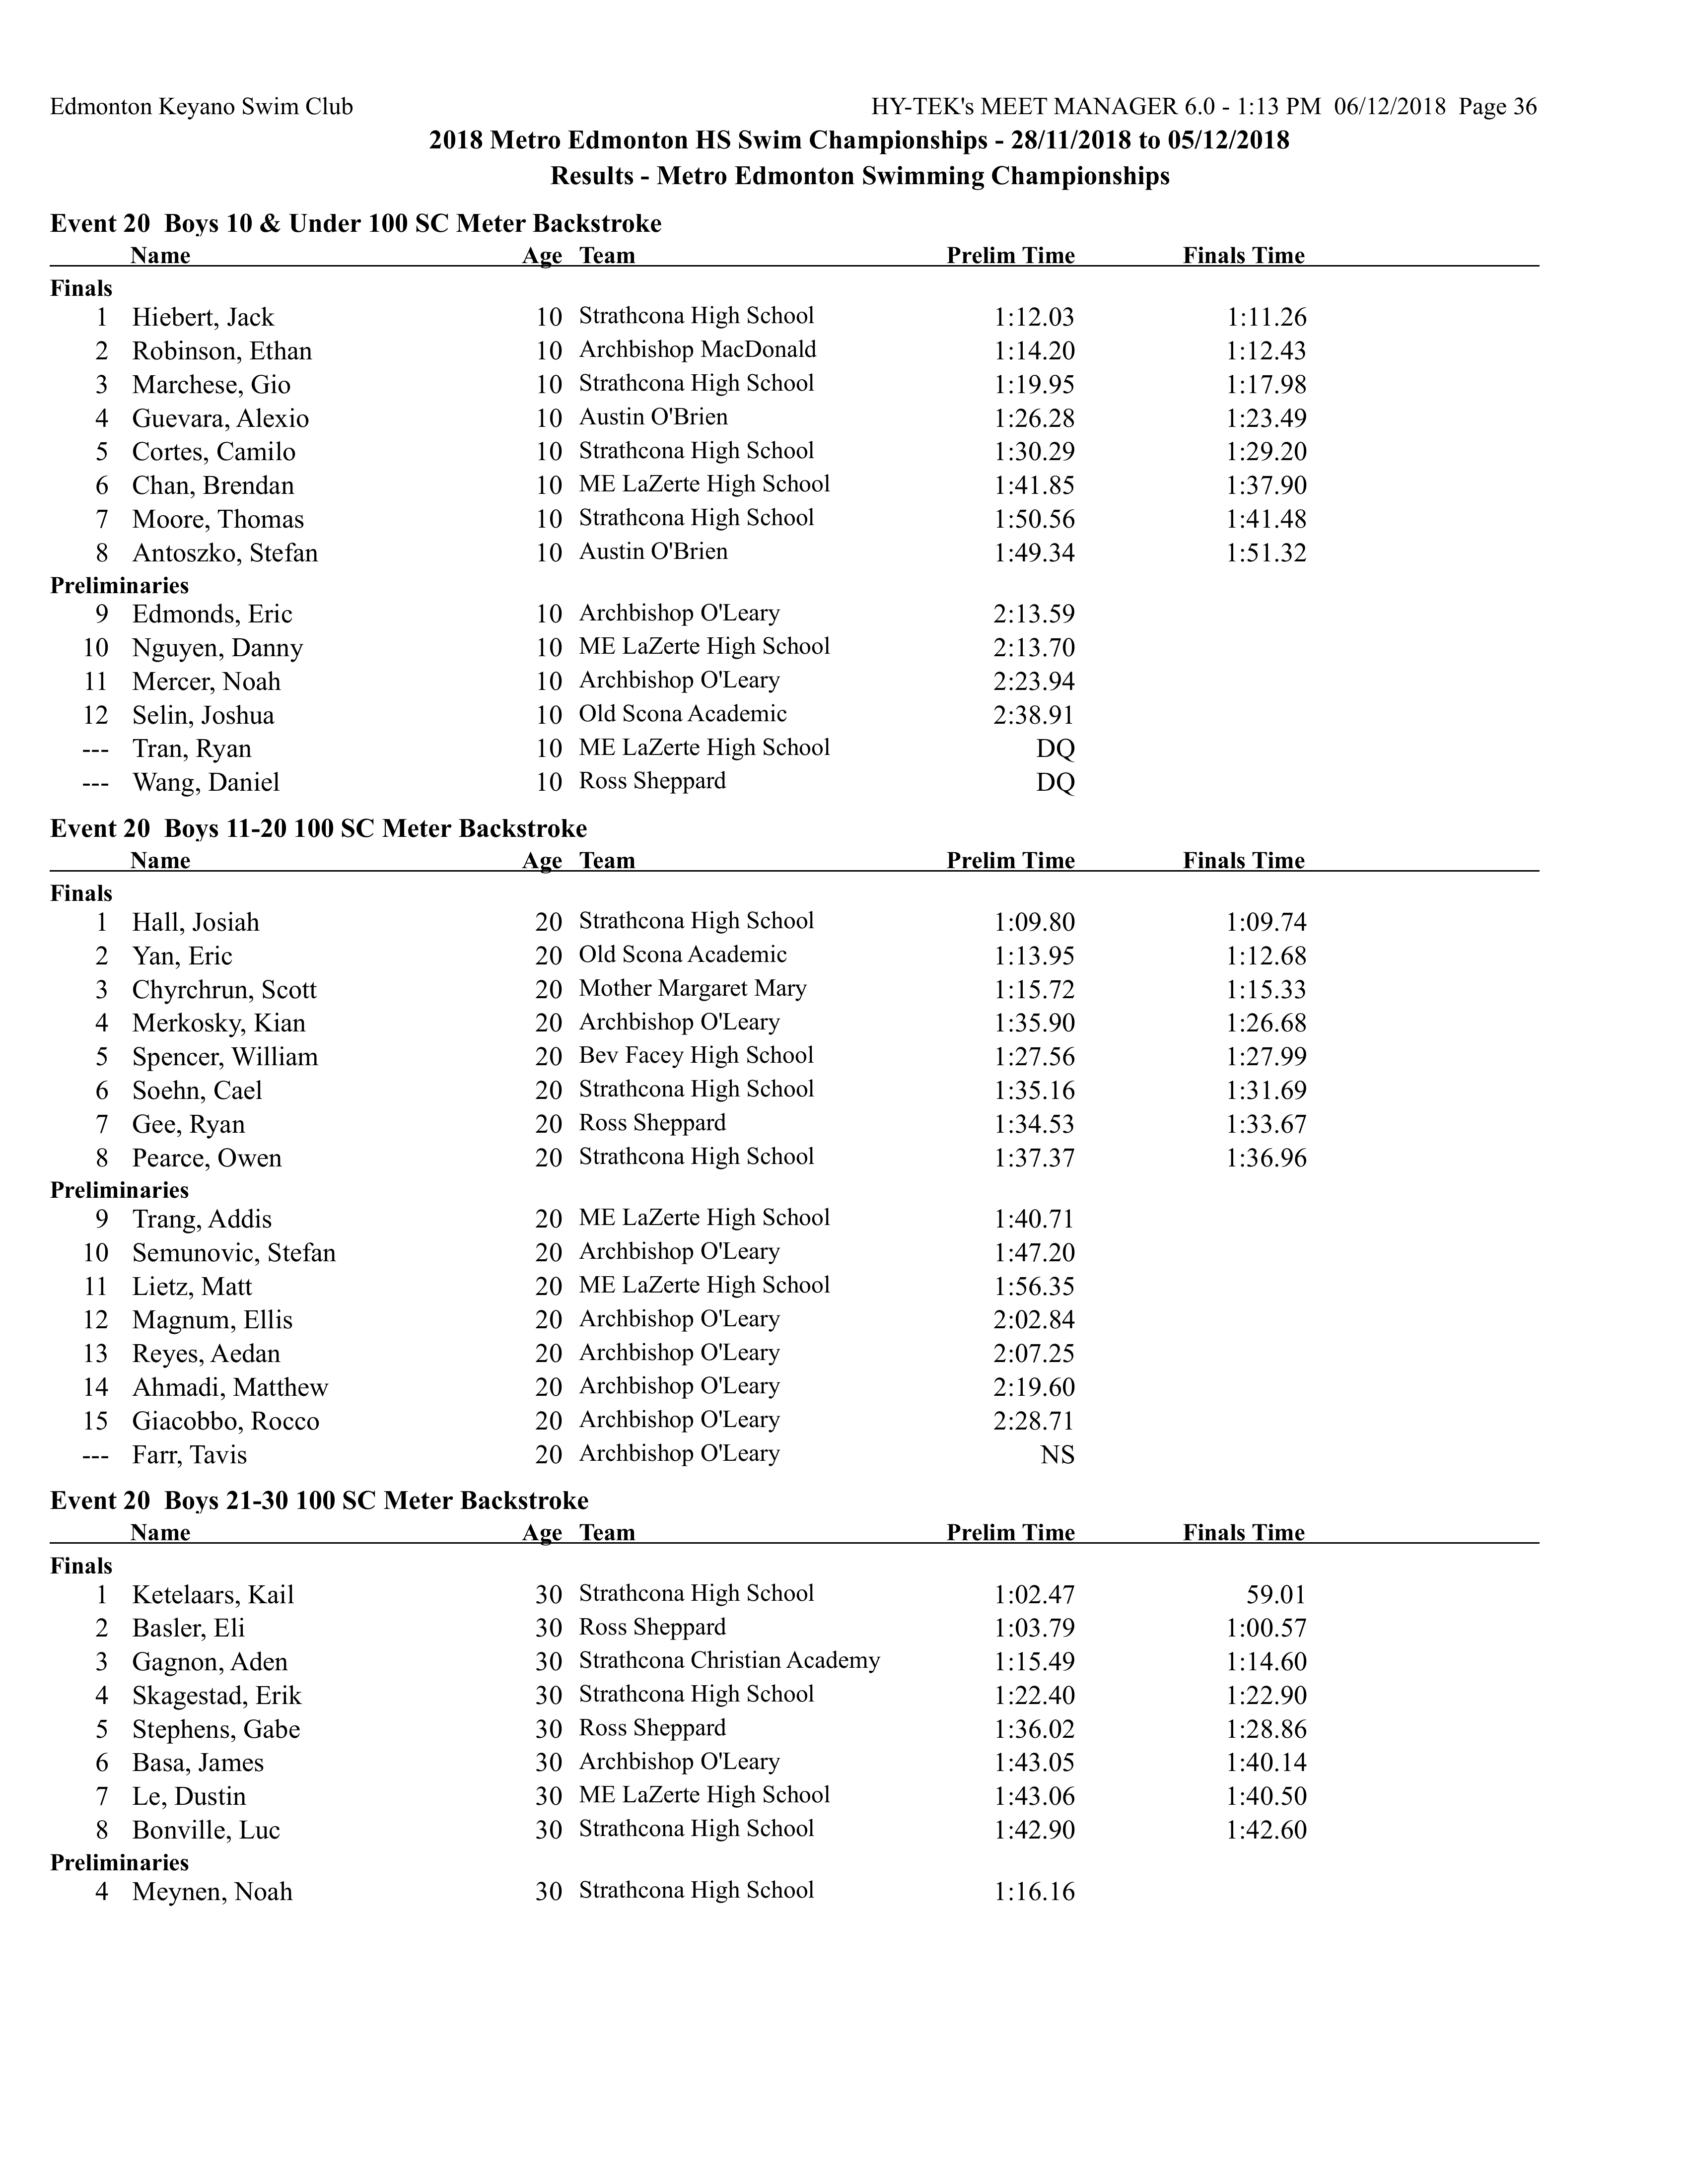 Edmonton Keyano Swim Club HY-TEK's MEET MANAGER 6.0 - 1:13 PM 06/12/2018 Page 36
2018 Metro Edmonton HS Swim Championships - 28/11/2018 to 05/12/2018
Results - Metro Edmonton Swimming Championships
Event 20 Boys 10 & Under 100 SC Meter Backstroke
Name Age Team Prelim Time Finals Time
Finals
1 Hiebert, Jack 10 Strathcona High School 1:12.03 1:11.26
2 Robinson, Ethan 10 Archbishop MacDonald 1:14.20 1:12.43
3 Marchese, Gio 10 Strathcona High School 1:19.95 1:17.98
4 Guevara, Alexio 10 Austin O'Brien 1:26.28 1:23.49
5 Cortes, Camilo 10 Strathcona High School 1:30.29 1:29.20
6 Chan, Brendan 10 ME LaZerte High School 1:41.85 1:37.90
7 Moore, Thomas 10 Strathcona High School 1:50.56 1:41.48
8 Antoszko, Stefan 10 Austin O'Brien 1:49.34 1:51.32
Preliminaries
9 Edmonds, Eric 10 Archbishop O'Leary 2:13.59
10 Nguyen, Danny 10 ME LaZerte High School 2:13.70
11 Mercer, Noah 10 Archbishop O'Leary 2:23.94
12 Selin, Joshua 10 Old Scona Academic 2:38.91
--- Tran, Ryan 10 ME LaZerte High School DQ
--- Wang, Daniel 10 Ross Sheppard DQ
Event 20 Boys 11-20 100 SC Meter Backstroke
Name Age Team Prelim Time Finals Time
Finals
1 Hall, Josiah 20 Strathcona High School 1:09.80 1:09.74
2 Yan, Eric 20 Old Scona Academic 1:13.95 1:12.68
3 Chyrchrun, Scott 20 Mother Margaret Mary 1:15.72 1:15.33
4 Merkosky, Kian 20 Archbishop O'Leary 1:35.90 1:26.68
5 Spencer, William 20 Bev Facey High School 1:27.56 1:27.99
6 Soehn, Cael 20 Strathcona High School 1:35.16 1:31.69
7 Gee, Ryan 20 Ross Sheppard 1:34.53 1:33.67
8 Pearce, Owen 20 Strathcona High School 1:37.37 1:36.96
Preliminaries
9 Trang, Addis 20 ME LaZerte High School 1:40.71
10 Semunovic, Stefan 20 Archbishop O'Leary 1:47.20
11 Lietz, Matt 20 ME LaZerte High School 1:56.35
12 Magnum, Ellis 20 Archbishop O'Leary 2:02.84
13 Reyes, Aedan 20 Archbishop O'Leary 2:07.25
14 Ahmadi, Matthew 20 Archbishop O'Leary 2:19.60
15 Giacobbo, Rocco 20 Archbishop O'Leary 2:28.71
--- Farr, Tavis 20 Archbishop O'Leary NS
Event 20 Boys 21-30 100 SC Meter Backstroke
Name Age Team Prelim Time Finals Time
Finals
1 Ketelaars, Kail 30 Strathcona High School 1:02.47 59.01
2 Basler, Eli 30 Ross Sheppard 1:03.79 1:00.57
3 Gagnon, Aden 30 Strathcona Christian Academy 1:15.49 1:14.60
4 Skagestad, Erik 30 Strathcona High School 1:22.40 1:22.90
5 Stephens, Gabe 30 Ross Sheppard 1:36.02 1:28.86
6 Basa, James 30 Archbishop O'Leary 1:43.05 1:40.14
7 Le, Dustin 30 ME LaZerte High School 1:43.06 1:40.50
8 Bonville, Luc 30 Strathcona High School 1:42.90 1:42.60
Preliminaries
4 Meynen, Noah 30 Strathcona High School 1:16.16